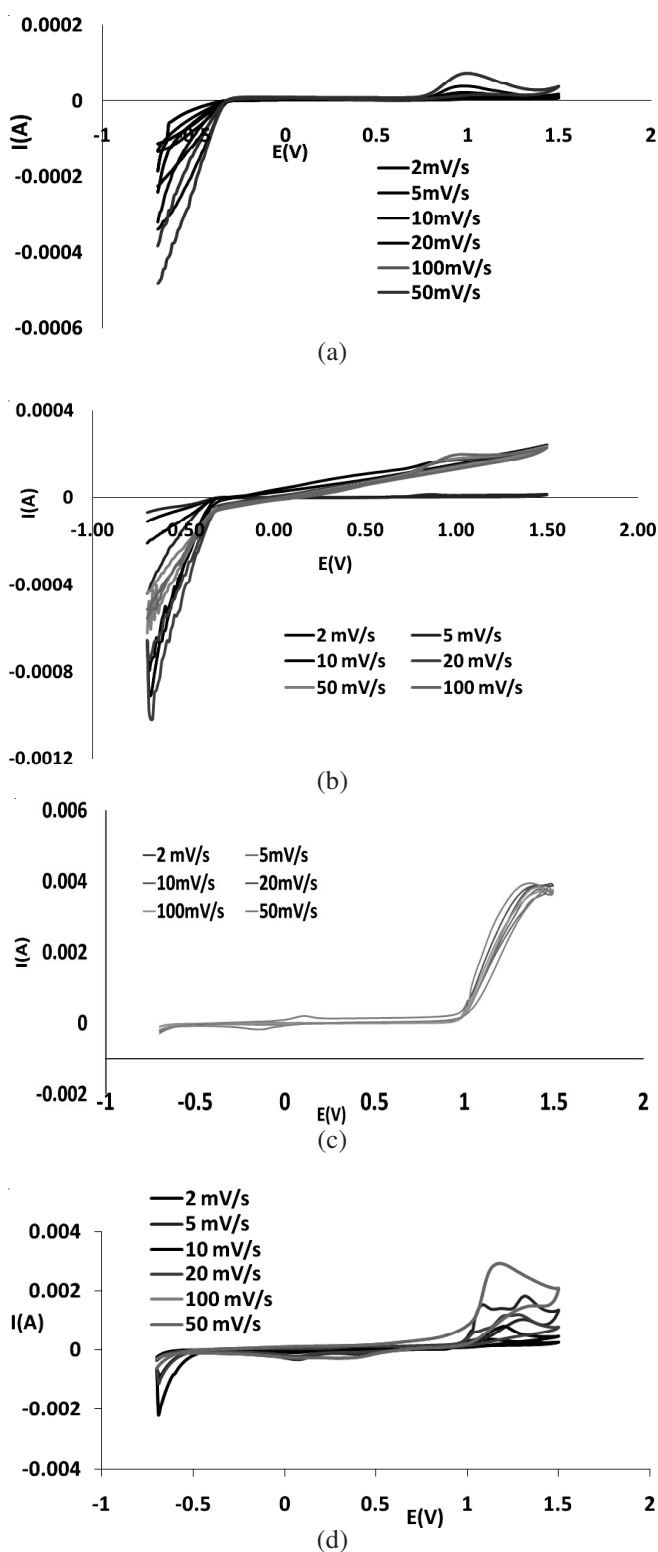 0.0002
0
-1 -0.5 0 0.5 1 1.5
E(V)
I(A)
-0.0002
-0.0004
-0.0006
2mV/s
5mV/s
10mV/s
20mV/s
100mV/s
50mV/s
(a)
0.0004
0
-1.00 -0.50 0.00 0.50 1.00 1.50 2.00
E(V)
I(A)
-0.0004
-0.0008
-0.0012
2 mV/s 5 mV/s
10 mV/s 20 mV/s
50 mV/s 100 mV/s
(b)
0.006
2 mV/s 5mV/s
10mV/s 20mV/s
100mV/s 50mV/s
0.004
0.002
I(A)
0
-0.002
-1 -0.5 0 0.5 1 1.5 2
E(V)
(c)
2 mV/s
5 mV/s
10 mV/s
20 mV/s
100 mV/s
50 mV/s
0.004
0.002
I(A)
0
-0.002
-0.004
-1 -0.5 0 0.5 1 1.5 2
E(V)
(d)